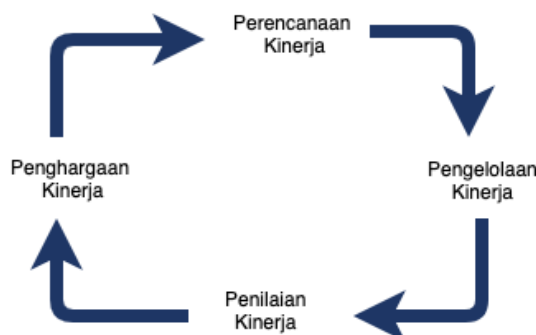 Perencanaan
Kinerja
Penghargaan
Kinerja
Pengelolaan
Kinerja
Penilaian
Kinerja